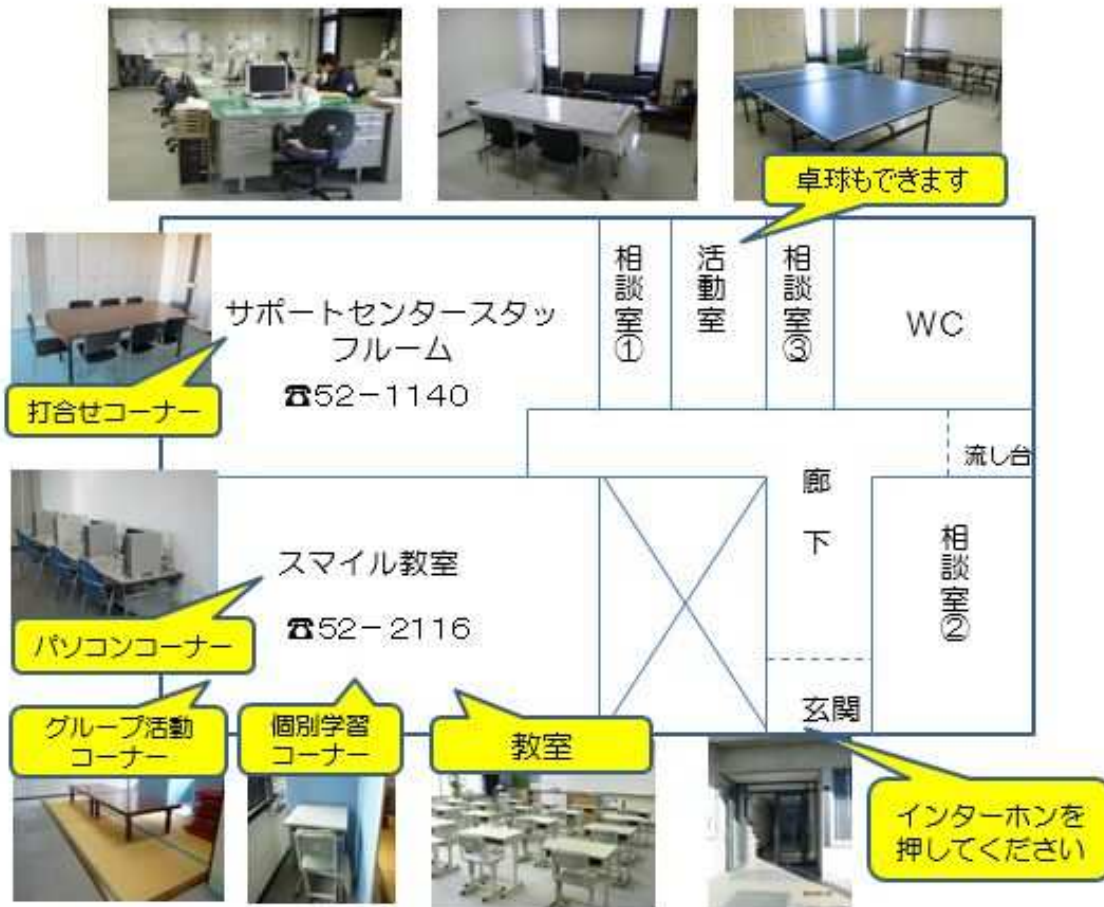 卓球もできます
相談室①
活動室
相談室③
WC
サポートセンタースタッ
フルーム
☎52-1140
打合せコーナー
流し台
廊下
スマイル教室
☎52-2116
相談室②
パソコンコーナー
玄関
グループ活動
コーナー
個別学習
コーナー
教室
インターホンを
押してください